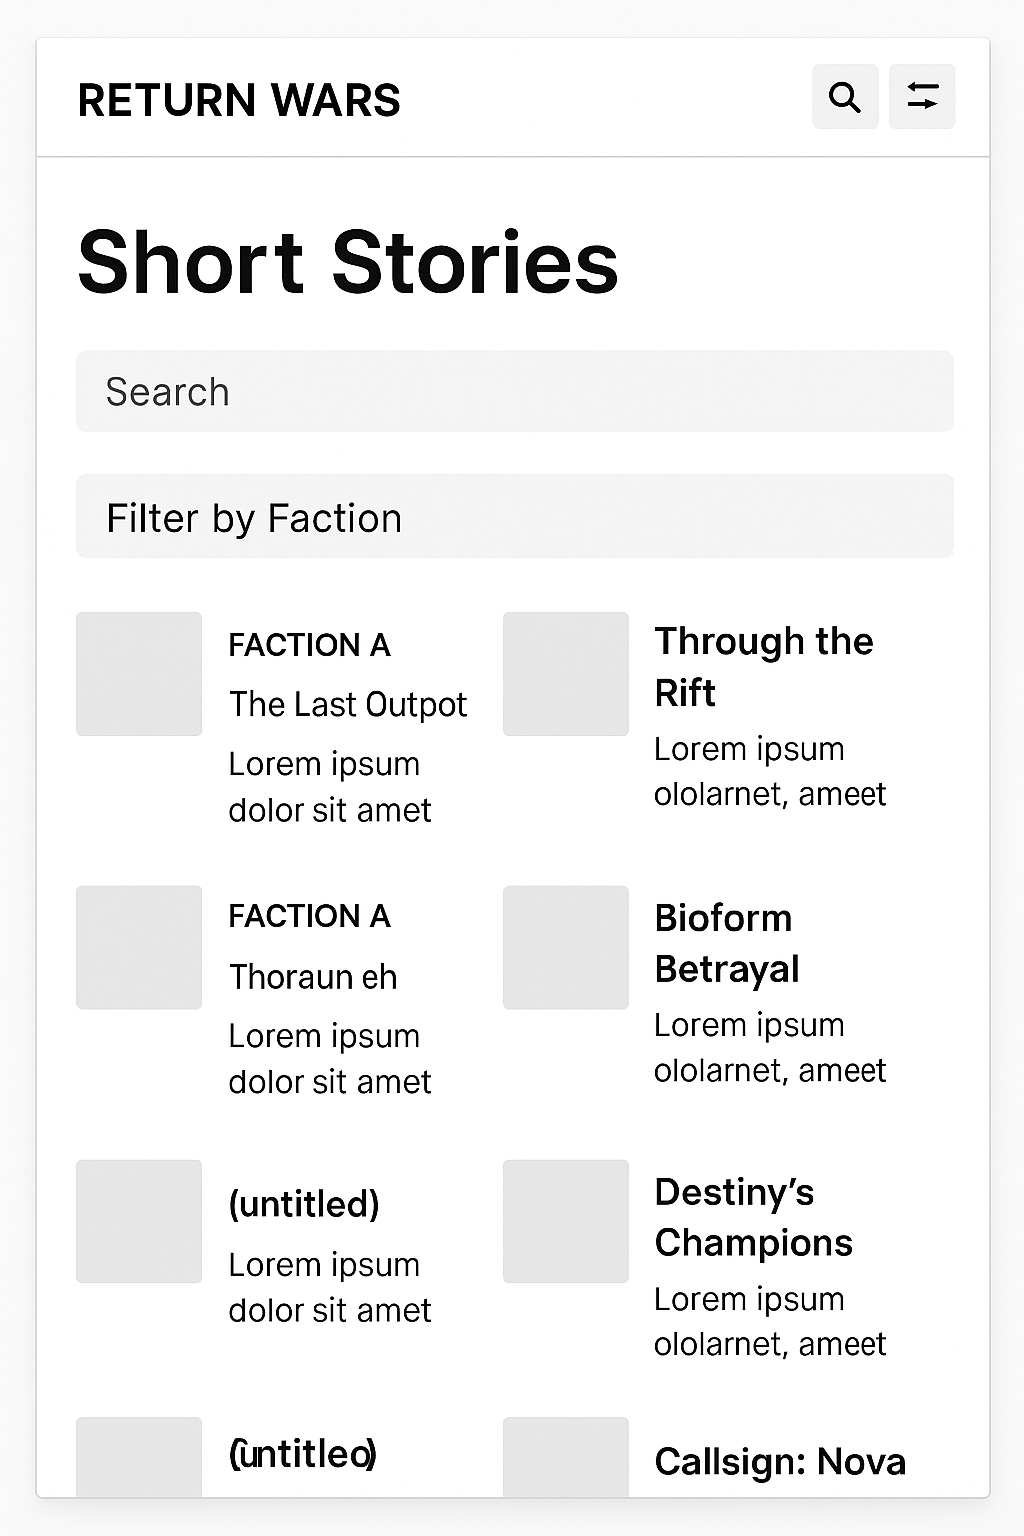 RETURN WARS
Short Stories
Search
Filter by Faction
FACTION A
The Last Outpot
Lorem ipsum
dolor sit amet
Through the
Rift
Lorem ipsum
ololarnet, ameet
FACTION A
Thoraun eh
Lorem ipsum
dolor sit amet
Bioform
Betrayal
Lorem ipsum
ololarnet, ameet
(untitled)
Lorem ipsum
dolor sit amet
Destiny’s
Champions
Lorem ipsum
ololarnet, ameet
Callsign: Nova